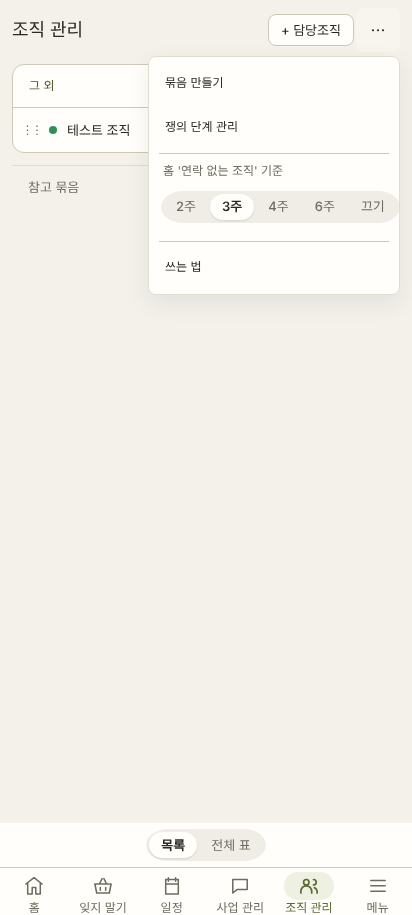 조직 관리
+ 담당조직
...
그 외
테스트 조직
참고 묶음
묶음 만들기
쟁의 단계 관리
홈 '연락 없는 조직' 기준
2주 3주 4주 6주 끄기
쓰는 법
목록 전체 표
홈 잊지 말기 일정 사업 관리 조직 관리 메뉴